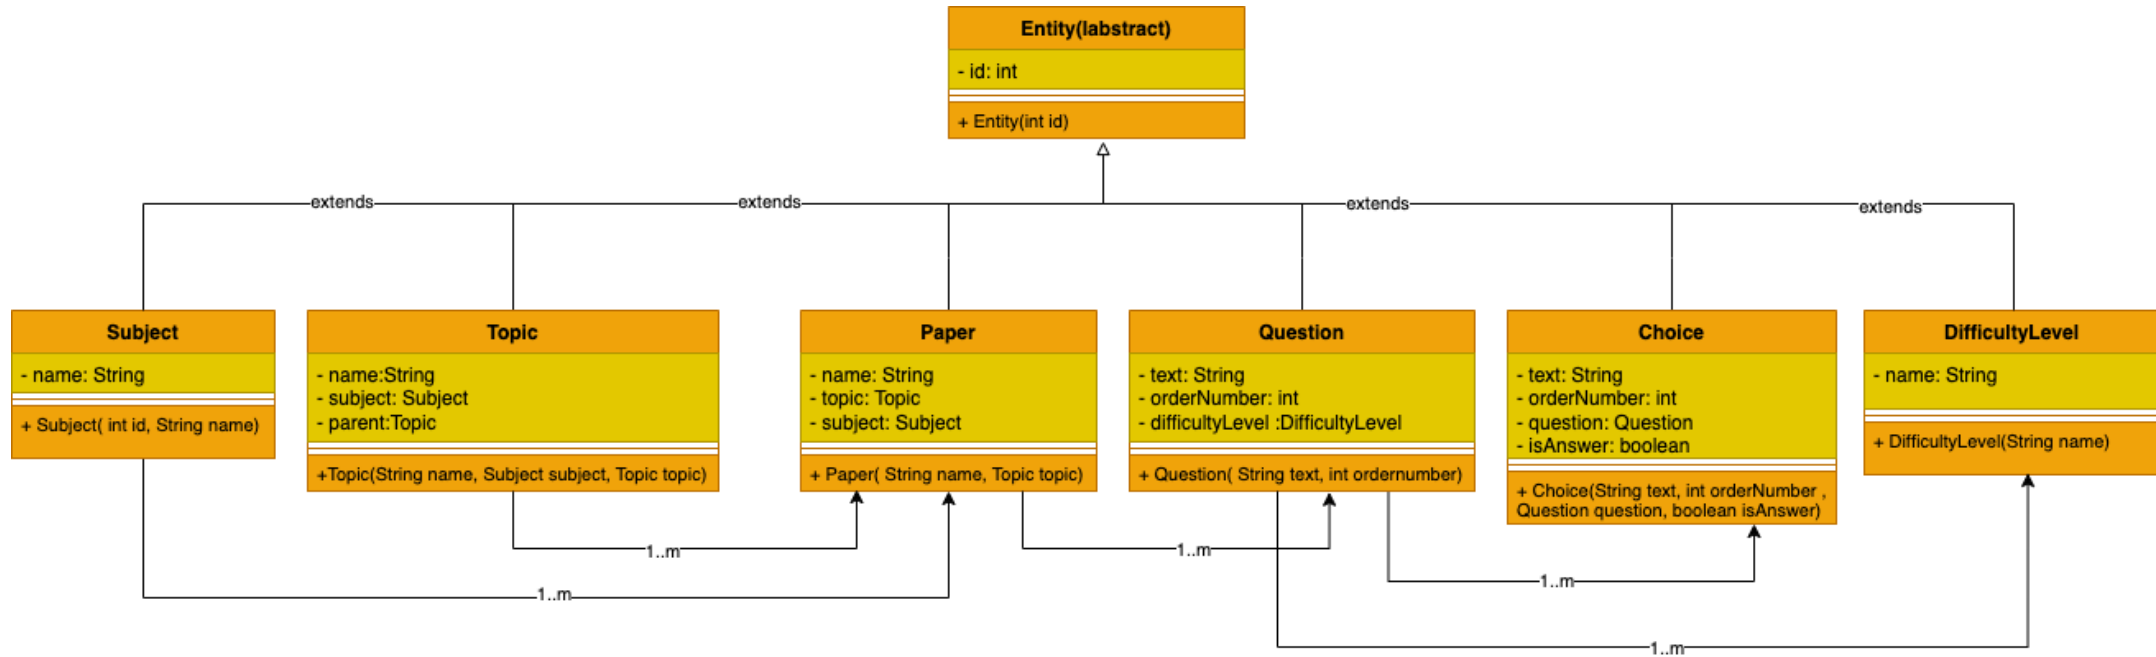 Entity(labstract)
- id: int
+ Entity(int id)
extends
extends
extends
extends
Subject
- name: String
+ Subject( int id, String name)
Topic
- name:String
- subject: Subject
- parent:Topic
+Topic(String name, Subject subject, Topic topic)
Paper
- name: String
- topic: Topic
- subject: Subject
+ Paper( String name, Topic topic)
Question
- text: String
- orderNumber: int
- difficultyLevel :DifficultyLevel
+ Question( String text, int ordernumber)
Choice
- text: String
- orderNumber: int
- question: Question
- isAnswer: boolean
+ Choice(String text, int orderNumber ,
Question question, boolean isAnswer)
DifficultyLevel
- name: String
+ DifficultyLevel(String name)
1..m
1..m
1..m
1..m
1..m